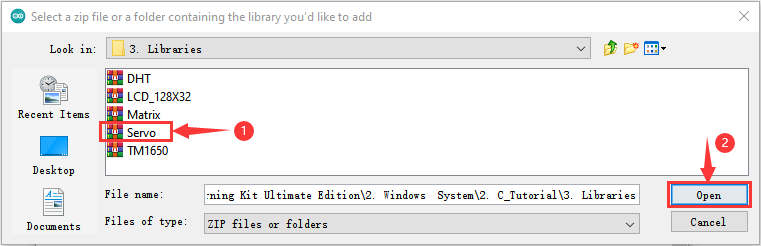 Select a zip file or a folder containing the library you'd like to add
Look in:
3. Libraries
Recent Items
Desktop
Documents
DHT
LCD_128X32
Matrix
Servo
TM1650
1
2
File name:
rning Kit Ultimate Edition\2. Windows System\2. C_Tutorial\3. Libraries
Open
Files of type:
ZIP files or folders
Cancel